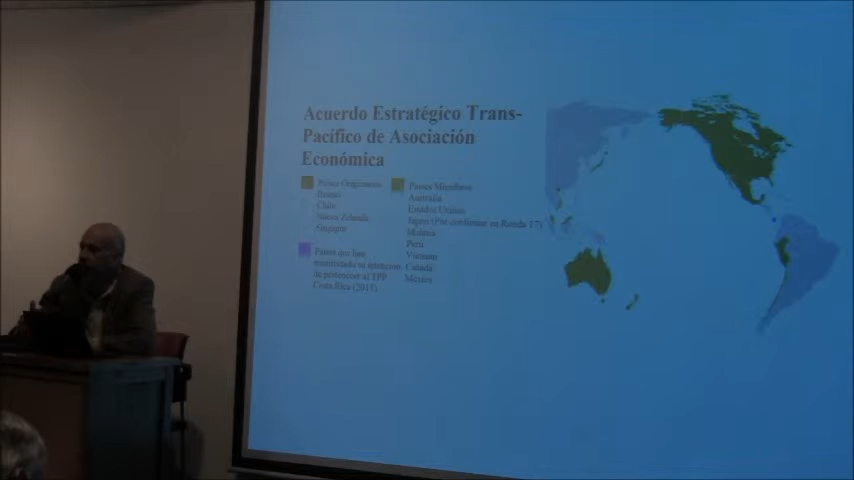 Acuerdo Estratégico Trans-
Pacífico de Asociación
Económica
Países Originarios
Brunei
Chile
Nueva Zelanda
Singapur
Países Miembros
Australia
Estados Unidos
Japón (Por confirmar en Ronda 17)
Malasia
Perú
Vietnam
Canada
México
Países que han
manifestado su intención
de pertenecer al TPP
Costa Rica (2013)